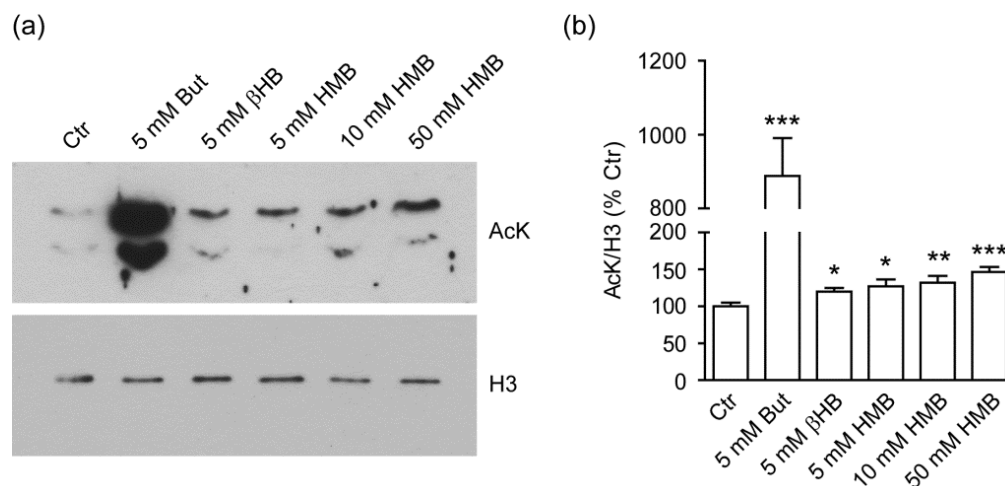 (a)
Ctr
5 mM But
5 mM βHB
5 mM HMB
10 mM HMB
50 mM HMB
AcK
H3
(b)
AcK/H3 (% Ctr)
1200
1000
800
200
150
100
50
0
***
*
*
**
***
Ctr
5 mM But
5 mM βHB
5 mM HMB
10 mM HMB
50 mM HMB